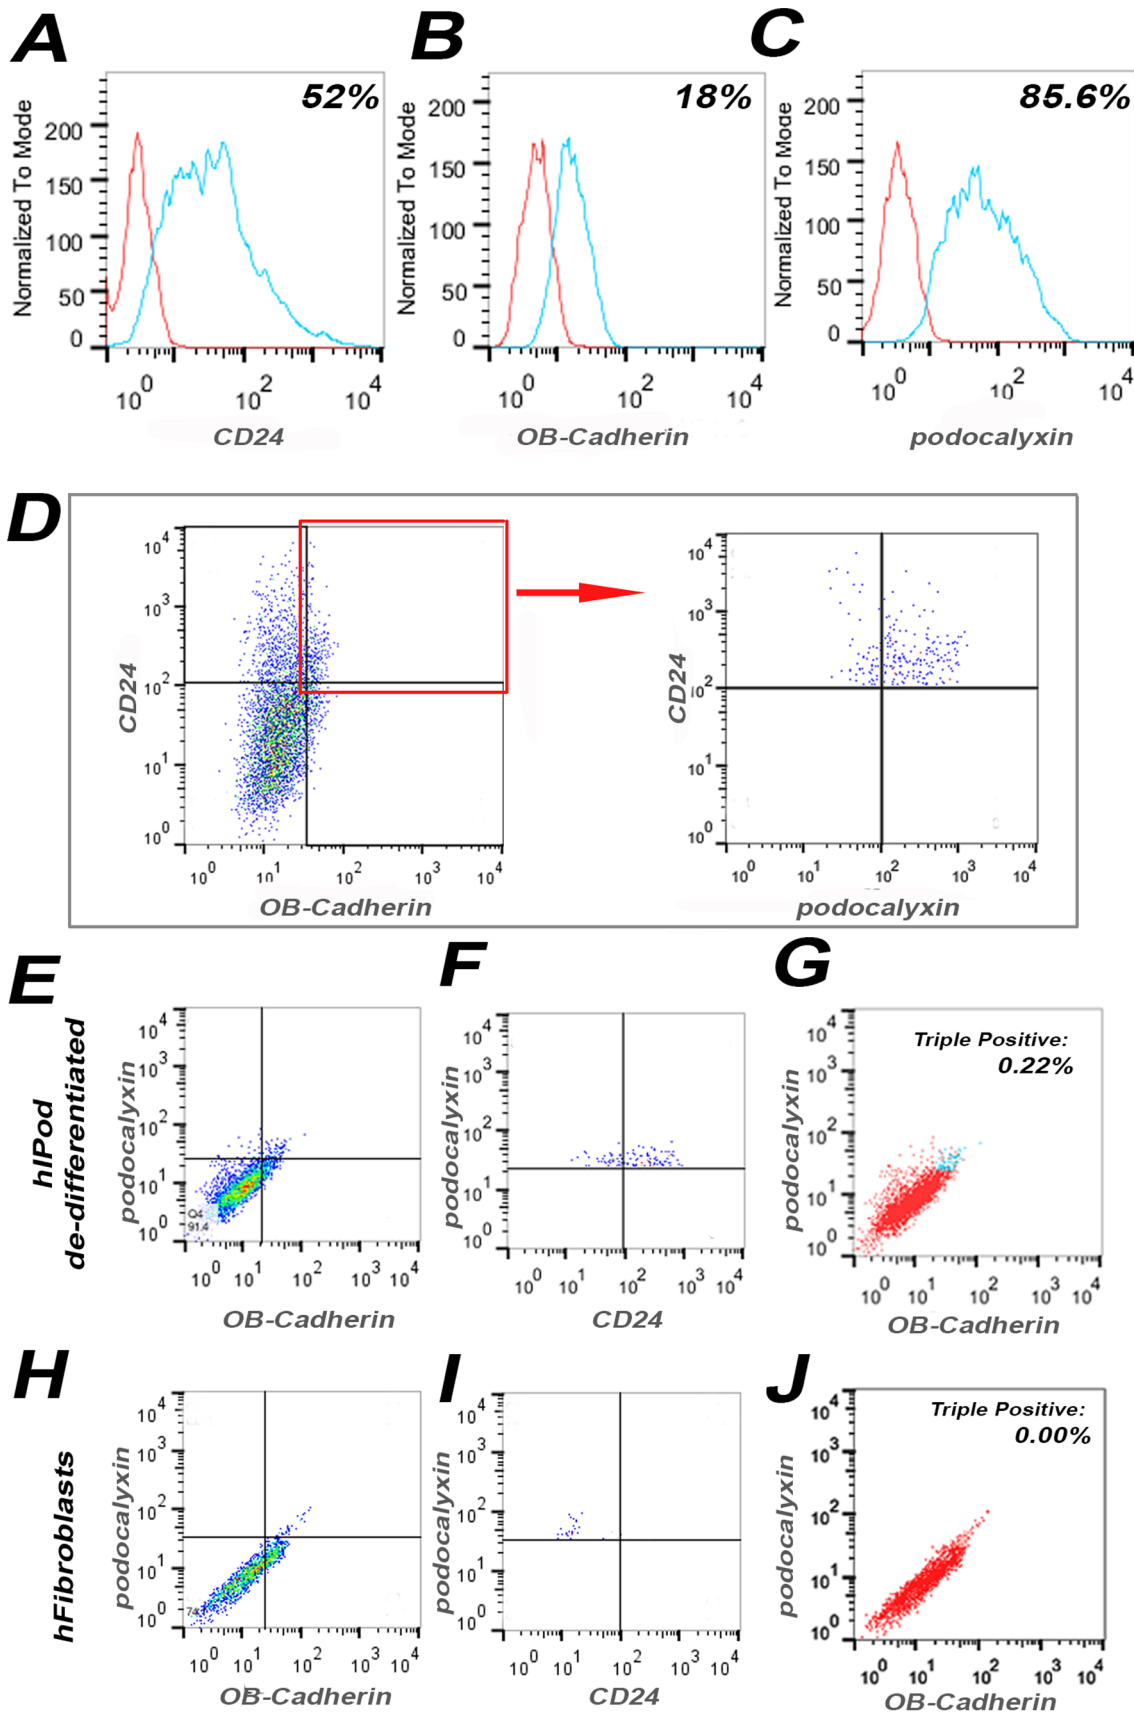 A
B
C
52%
18%
85.6%
Normalized To Mode
200
150
100
50
0
10^0 10^2 10^4
CD24
Normalized To Mode
200
150
100
50
0
10^0 10^2 10^4
OB-Cadherin
Normalized To Mode
200
150
100
50
0
10^0 10^2 10^4
podocalyxin
D
CD24
10^4
10^3
10^2
10^1
10^0
10^0 10^1 10^2 10^3 10^4
OB-Cadherin
CD24
10^4
10^3
10^2
10^1
10^0
10^0 10^1 10^2 10^3 10^4
podocalyxin
E
F
G
hIPod
de-differentiated
podocalyxin
10^4
10^3
10^2
10^1
10^0
Q4
91.4
10^0 10^1 10^2 10^3 10^4
OB-Cadherin
podocalyxin
10^4
10^3
10^2
10^1
10^0
10^0 10^1 10^2 10^3 10^4
CD24
podocalyxin
10^4
10^3
10^2
10^1
10^0
Triple Positive:
0.22%
10^0 10^1 10^2 10^3 10^4
OB-Cadherin
H
I
J
hFibroblasts
podocalyxin
10^4
10^3
10^2
10^1
10^0
10^0 10^1 10^2 10^3 10^4
OB-Cadherin
podocalyxin
10^4
10^3
10^2
10^1
10^0
10^0 10^1 10^2 10^3 10^4
CD24
podocalyxin
10^4
10^3
10^2
10^1
10^0
Triple Positive:
0.00%
10^0 10^1 10^2 10^3 10^4
OB-Cadherin